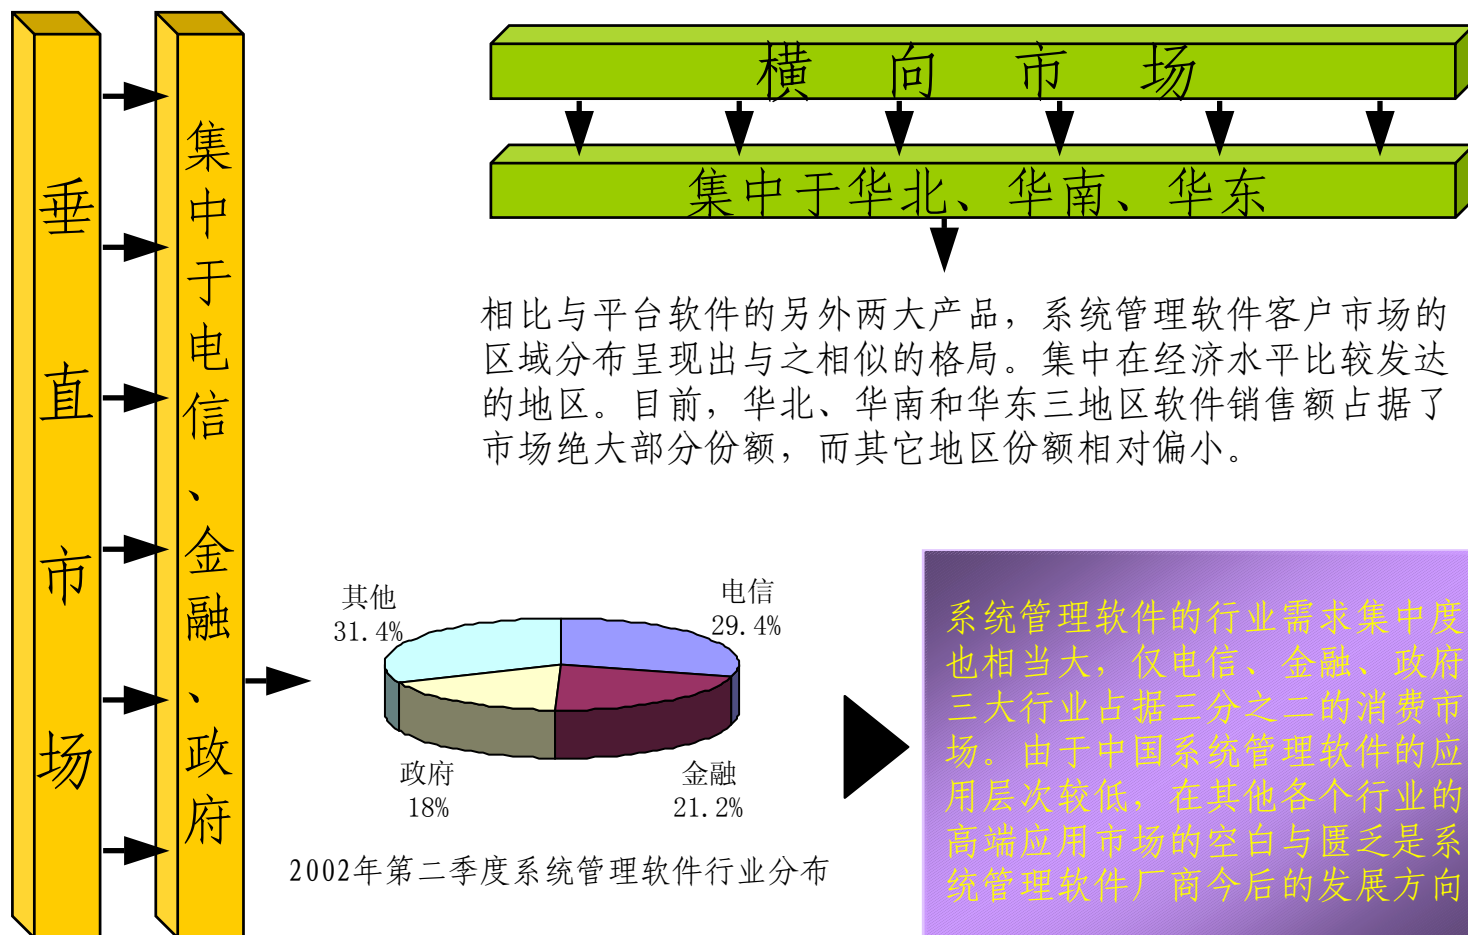 垂直市场
集中于电信、金融、政府
横向市场
集中于华北、华南、华东
相比与平台软件的另外两大产品，系统管理软件客户市场的
区域分布呈现出与之相似的格局。集中在经济水平比较发达
的地区。目前，华北、华南和华东三地区软件销售额占据了
市场绝大部分份额，而其它地区份额相对偏小。
其他
31.4%
电信
29.4%
政府
18%
金融
21.2%
2002年第二季度系统管理软件行业分布
系统管理软件的行业需求集中度
也相当大，仅电信、金融、政府
三大行业占据三分之二的消费市
场。由于中国系统管理软件的应
用层次较低，在其他各个行业的
高端应用市场的空白与匮乏是系
统管理软件厂商今后的发展方向